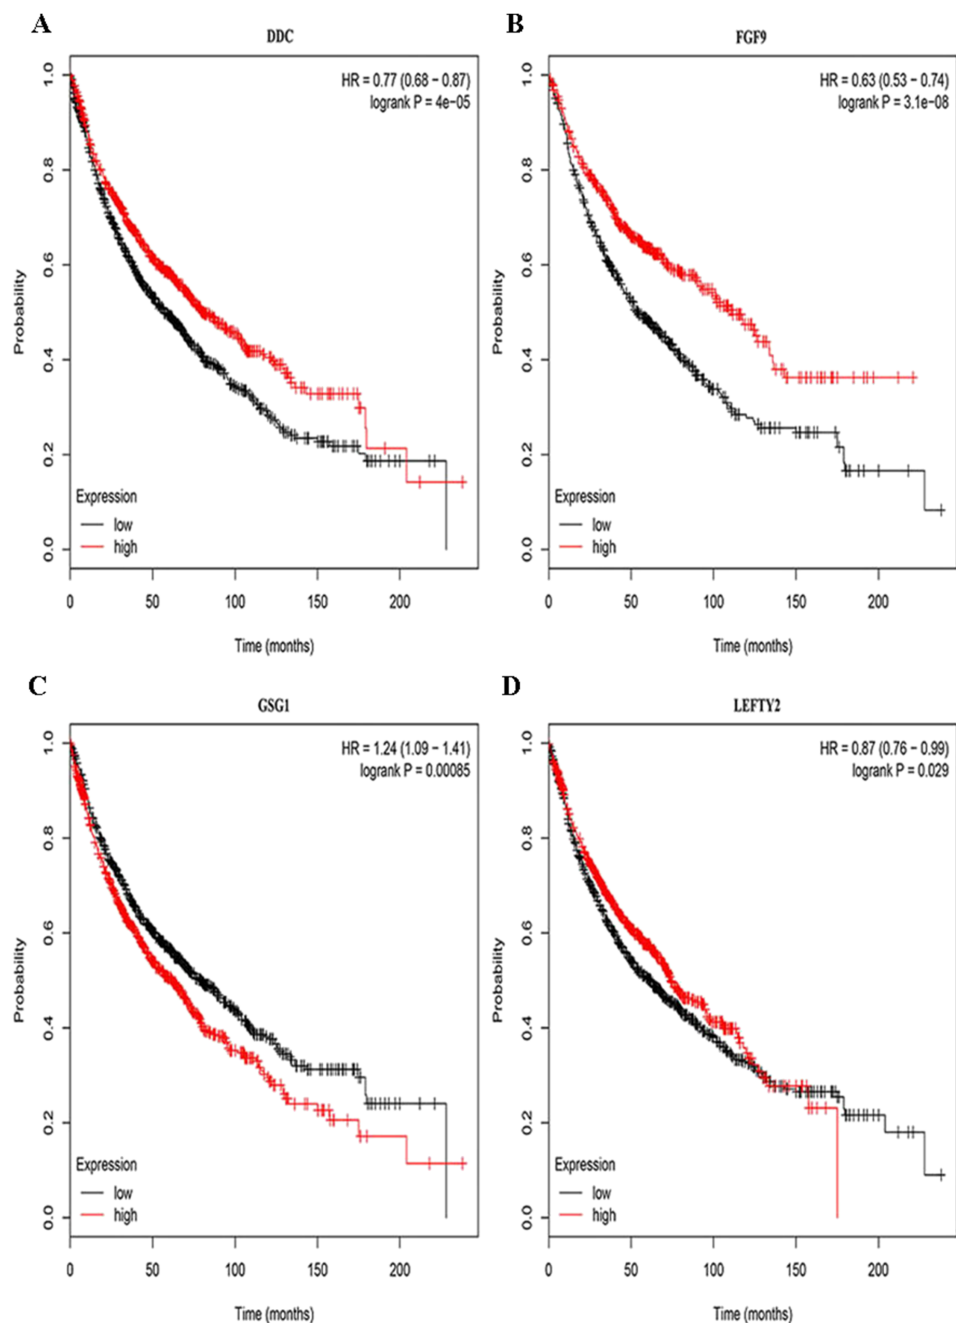 A
DDC
HR = 0.77 (0.68 − 0.87)
logrank P = 4e−05
Probability
1.0
0.8
0.6
0.4
0.2
0.0
Expression
low
high
0 50 100 150 200
Time (months)
B
FGF9
HR = 0.63 (0.53 − 0.74)
logrank P = 3.1e−08
Probability
1.0
0.8
0.6
0.4
0.2
0.0
Expression
low
high
0 50 100 150 200
Time (months)
C
GSG1
HR = 1.24 (1.09 − 1.41)
logrank P = 0.00085
Probability
1.0
0.8
0.6
0.4
0.2
0.0
Expression
low
high
0 50 100 150 200
Time (months)
D
LEFTY2
HR = 0.87 (0.76 − 0.99)
logrank P = 0.029
Probability
1.0
0.8
0.6
0.4
0.2
0.0
Expression
low
high
0 50 100 150 200
Time (months)